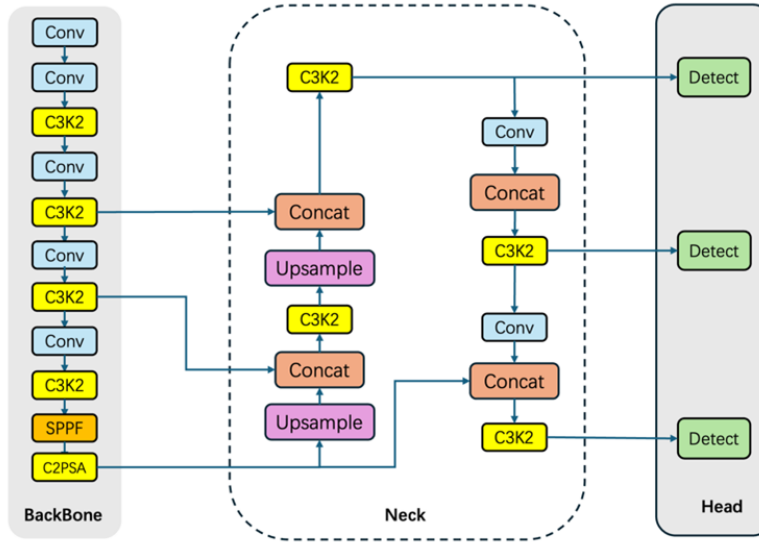 Conv
Conv
C3K2
Conv
C3K2
Conv
C3K2
Conv
C3K2
SPPF
C2PSA
BackBone
C3K2
Concat
Upsample
C3K2
Concat
Upsample
Conv
Concat
C3K2
Conv
Concat
C3K2
Neck
Detect
Detect
Detect
Head